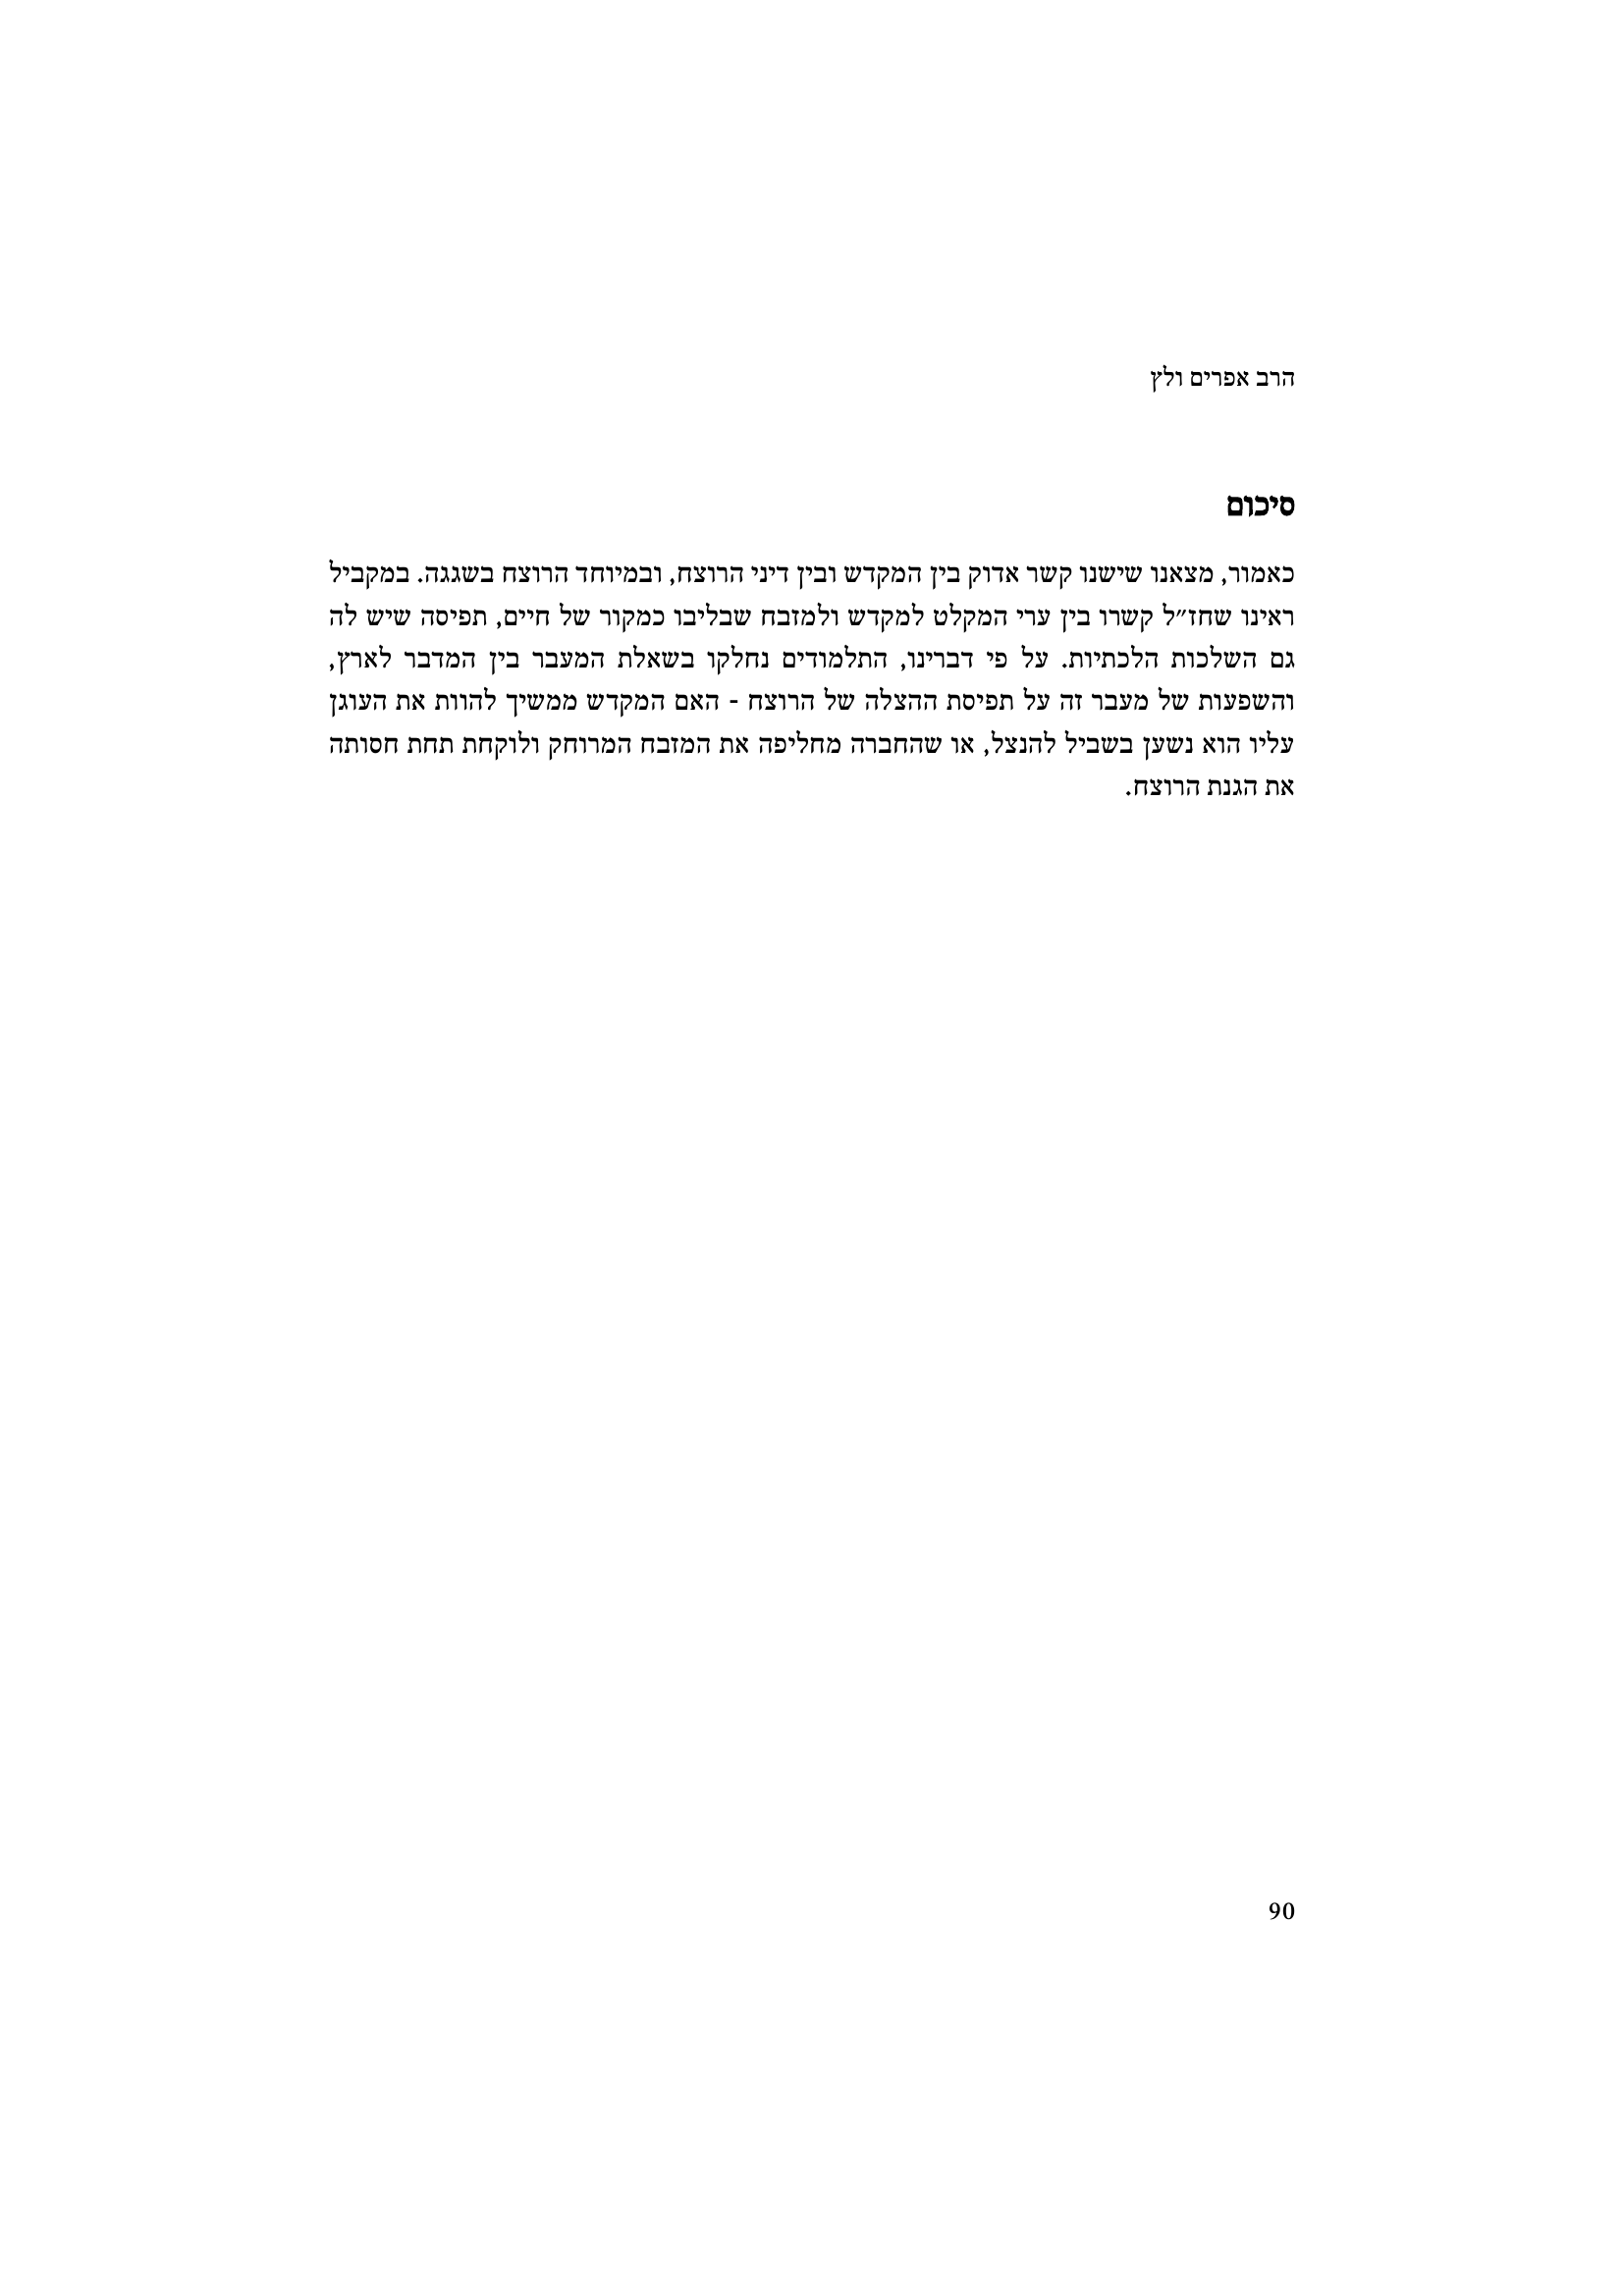 הרב אפרים ולץ
סיכום
כאמור, מצאנו שישנו קשר אדוק בין המקדש ובין דיני הרוצח, ובמיוחד הרוצח בשגגה. במקביל
ראינו שחז״ל קשרו בין ערי המקלט למקדש ולמזבח שבליבו כמקור של חיים, תפיסה שיש לה
גם השלכות הלכתיות. על פי דברינו, התלמודים נחלקו בשאלת המעבר בין המדבר לארץ,
והשפעות של מעבר זה על תפיסת ההצלה של הרוצח - האם המקדש ממשיך להוות את העוגן
עליו הוא נשען בשביל להנצל, או שהחברה מחליפה את המזבח המרוחק ולוקחת תחת חסותה
את הגנת הרוצח.
90